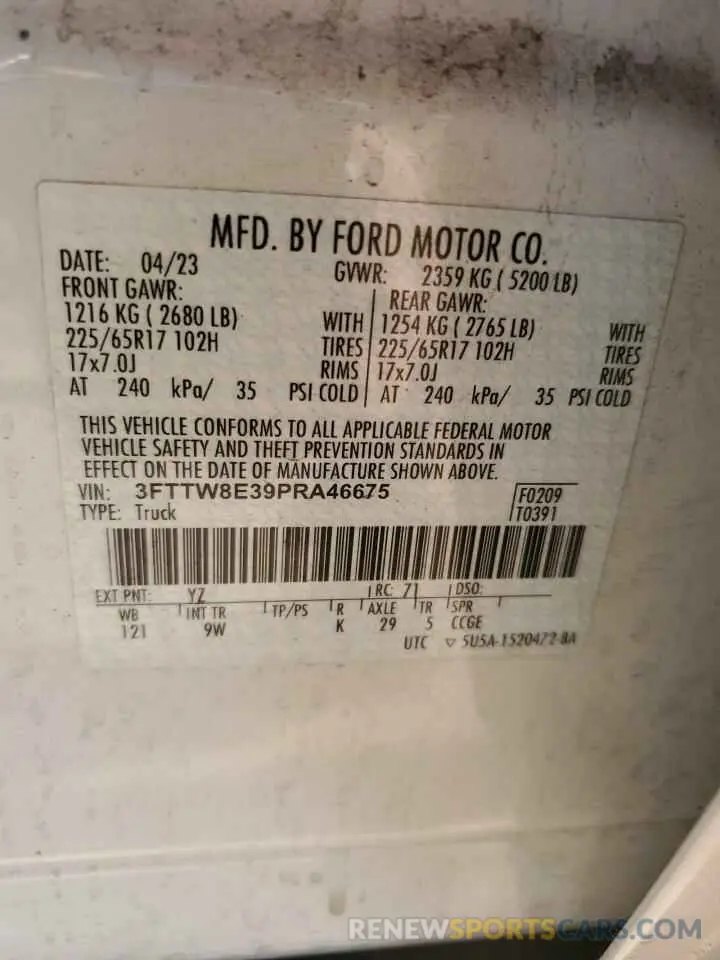 MFD. BY FORD MOTOR CO.
DATE: 04/23 GVWR: 2359 KG ( 5200 LB)
FRONT GAWR: REAR GAWR:
1216 KG ( 2680 LB) WITH 1254 KG ( 2765 LB) WITH
225/65R17 102H TIRES 225/65R17 102H TIRES
17x7.0J RIMS 17x7.0J RIMS
AT 240 kPa/ 35 PSI COLD AT 240 kPa/ 35 PSI COLD
THIS VEHICLE CONFORMS TO ALL APPLICABLE FEDERAL MOTOR
VEHICLE SAFETY AND THEFT PREVENTION STANDARDS IN
EFFECT ON THE DATE OF MANUFACTURE SHOWN ABOVE.
VIN: 3FTTW8E39PRA46675 F0209
TYPE: Truck T0391
EXT PNT: YZ RC: 71 DSO:
WB INT TR TP/PS R AXLE TR SPR
121 9W K 29 5 CCGE
UTC ▽ 5U5A-1520472-BA
RENEWSPORTSCARS.COM